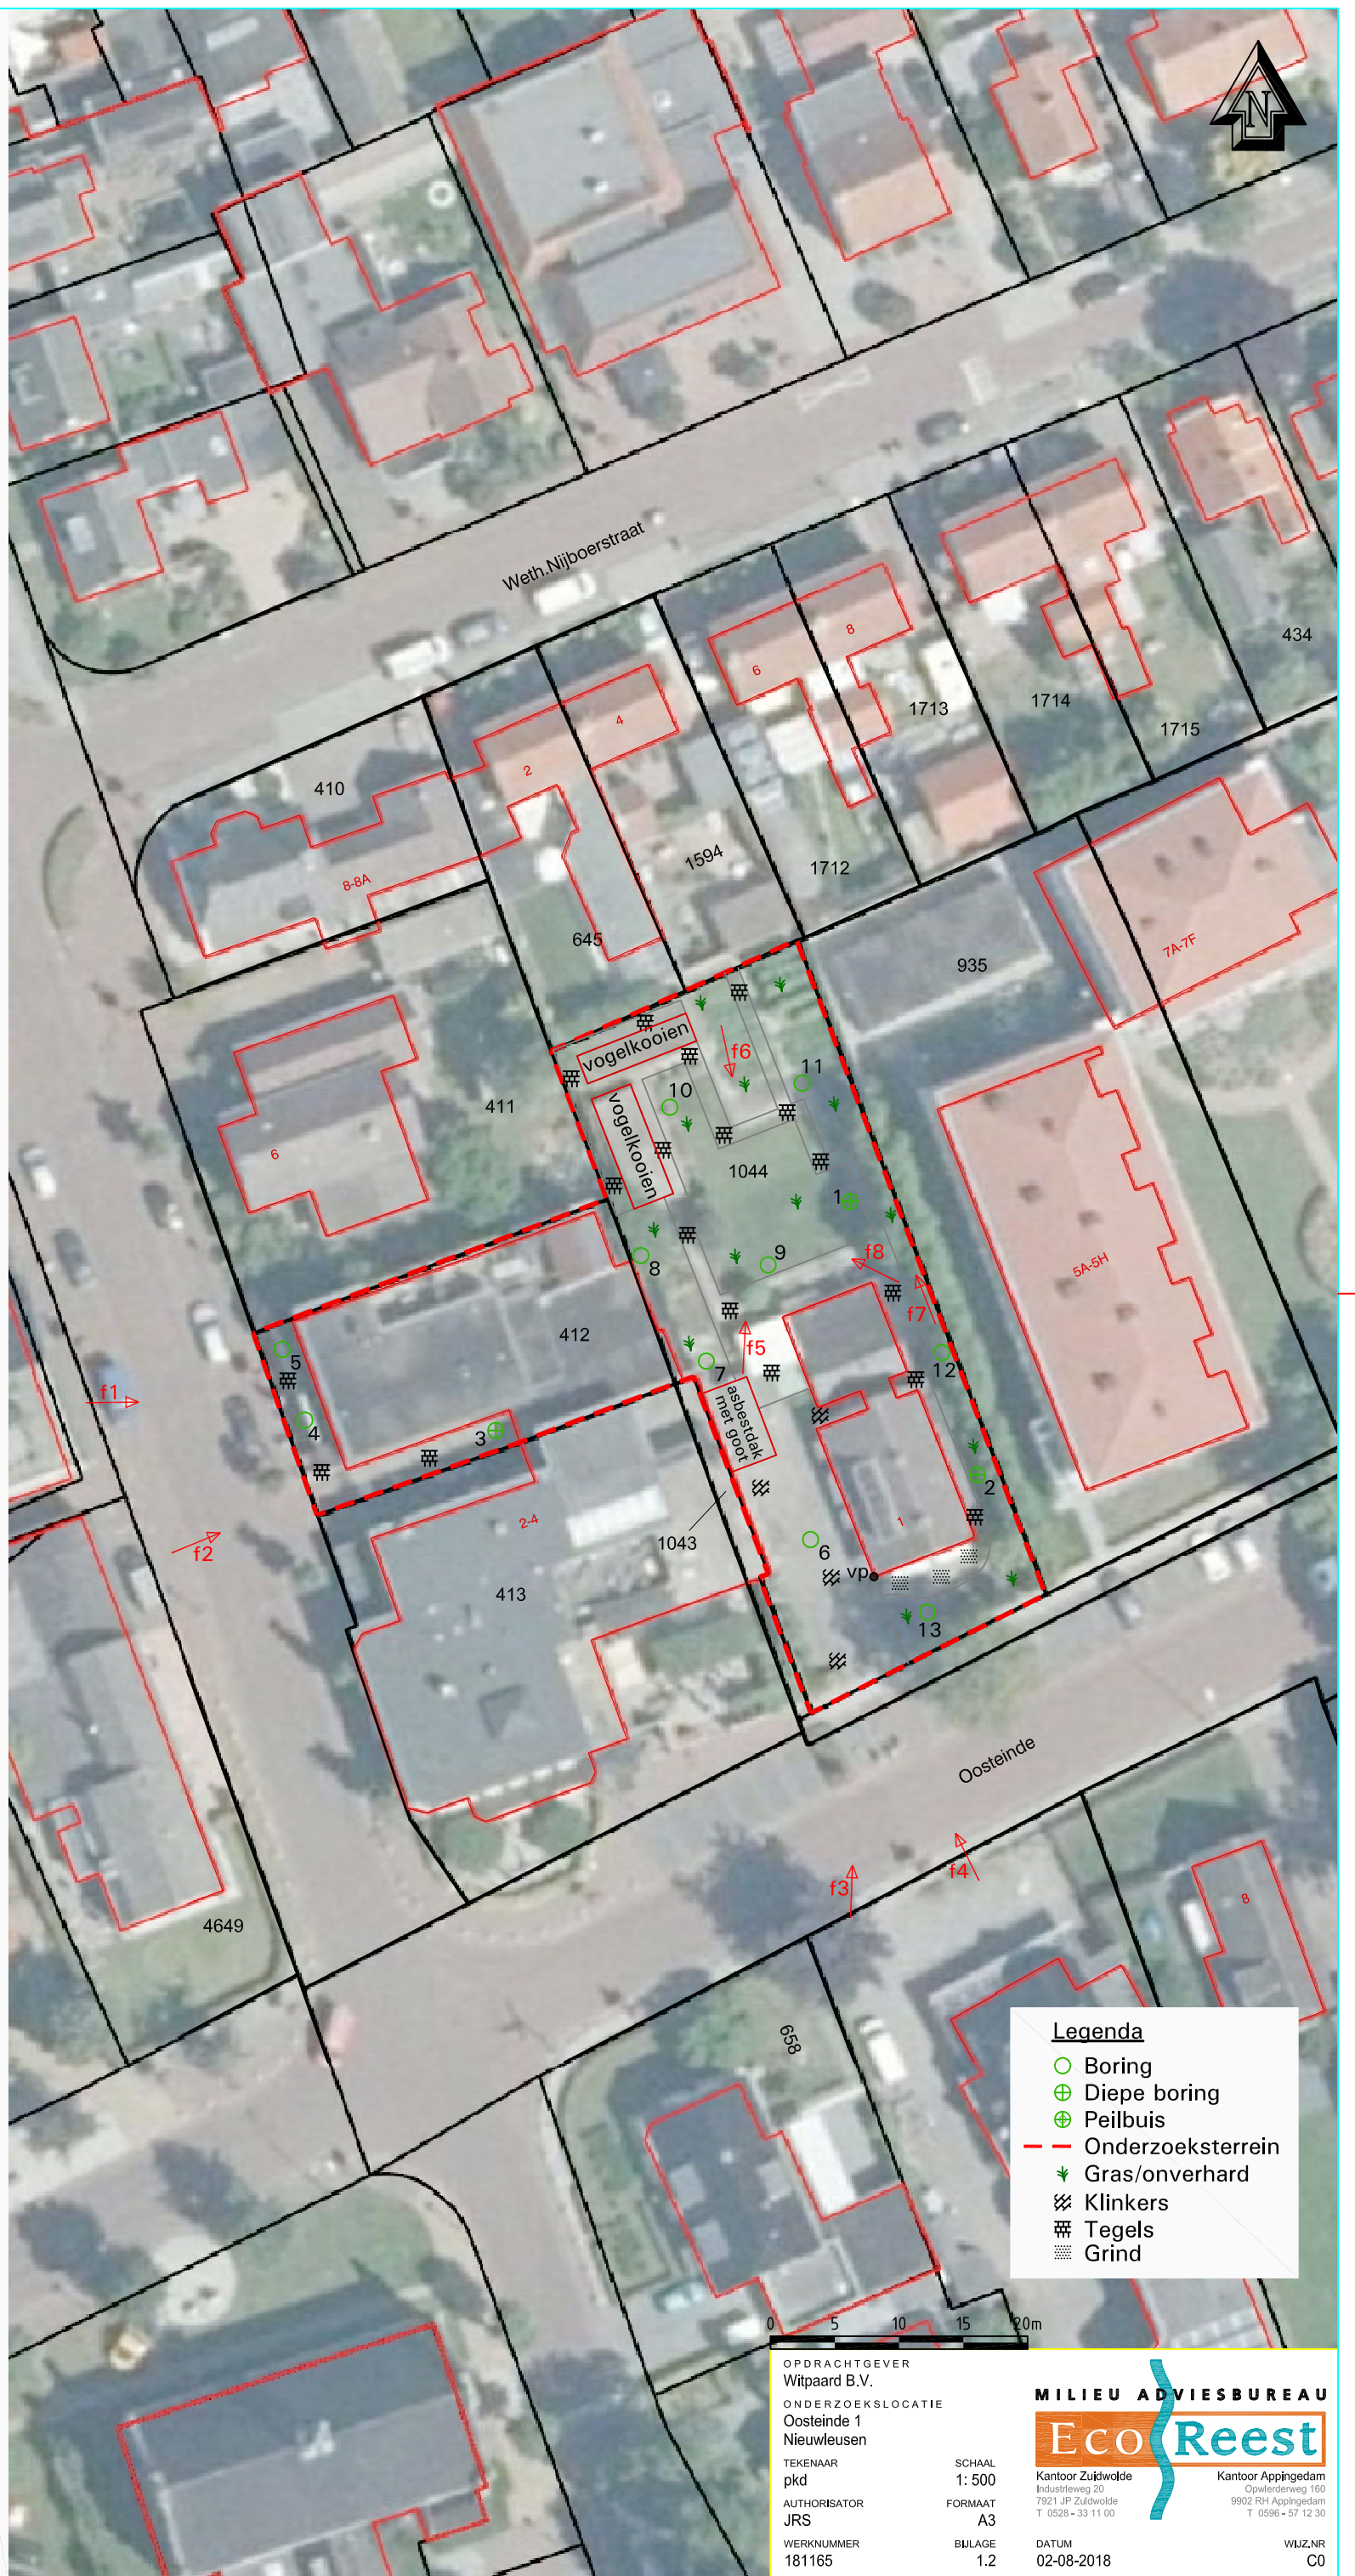 N
Weth.Nijboerstraat
434
8
6
1713
1714
1715
4
2
410
8-8A
1594
1712
645
935
7A-7F
vogelkooien
f6
11
10
411
vogelkooien
6
1044
1
9
8
f8
5A-5H
f7
412
f5
5
7
12
f1
asbestdak
met goot
4
3
2
2-4
1
1043
6
f2
vp
413
13
Oosteinde
f4
f3
8
4649
658
Legenda
Boring
Diepe boring
Peilbuis
Onderzoeksterrein
Gras/onverhard
Klinkers
Tegels
Grind
0 5 10 15 20m
OPDRACHTGEVER
Witpaard B.V.
ONDERZOEKSLOCATIE
Oosteinde 1
Nieuwleusen
TEKENAAR SCHAAL
pkd 1: 500
AUTHORISATOR FORMAAT
JRS A3
WERKNUMMER BIJLAGE
181165 1.2
MILIEU ADVIESBUREAU
Eco Reest
Kantoor Zuidwolde Kantoor Appingedam
Industrieweg 20 Opwierderweg 160
7921 JP Zuidwolde 9902 RH Appingedam
T 0528 - 33 11 00 T 0596 - 57 12 30
DATUM WIJZ.NR
02-08-2018 C0